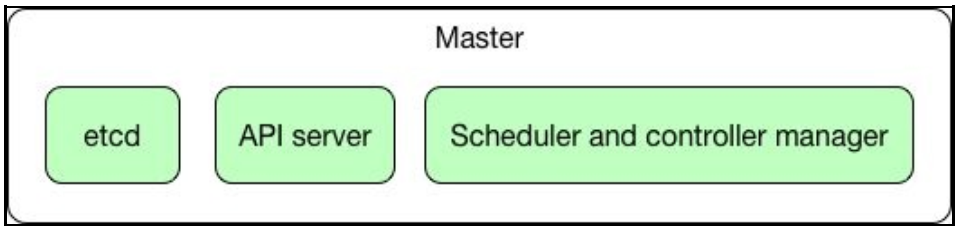 Master
etcd
API server
Scheduler and controller manager